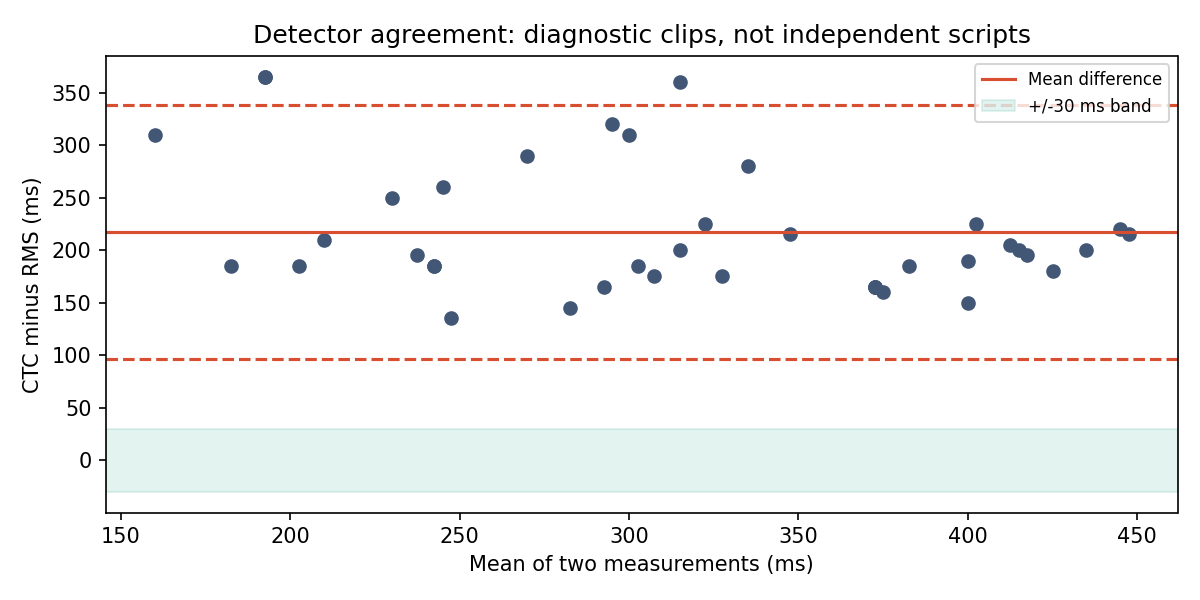 Detector agreement: diagnostic clips, not independent scripts
Mean difference
+/-30 ms band
CTC minus RMS (ms)
350
300
250
200
150
100
50
0
150 200 250 300 350 400 450
Mean of two measurements (ms)